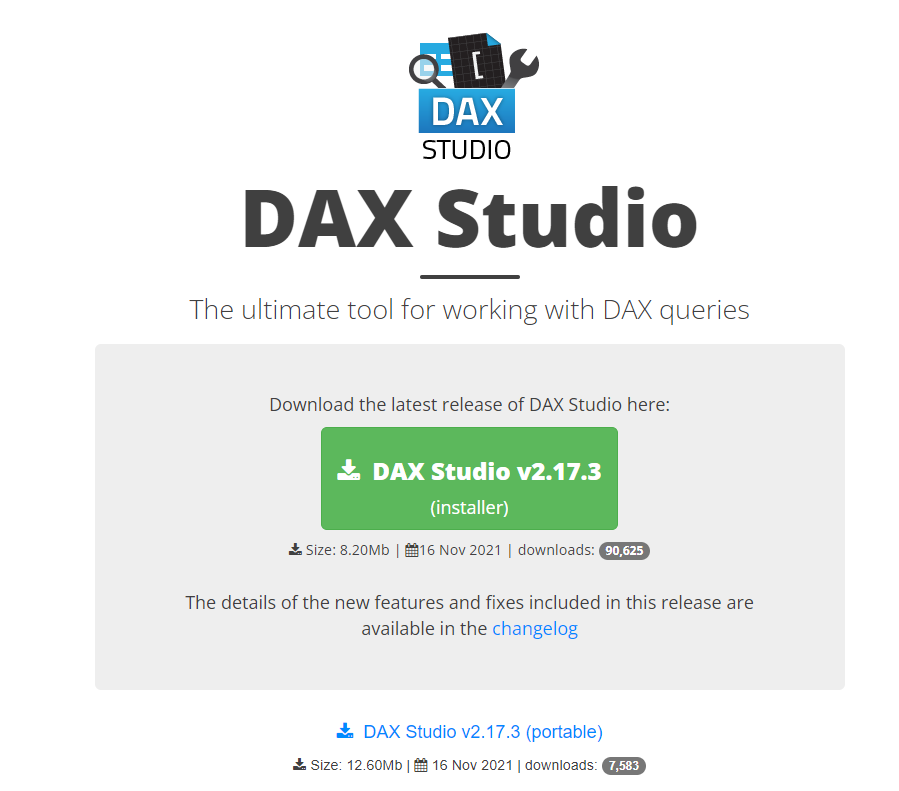 [
DAX
STUDIO
DAX Studio
The ultimate tool for working with DAX queries
Download the latest release of DAX Studio here:
DAX Studio v2.17.3
(installer)
Size: 8.20Mb | 16 Nov 2021 | downloads: 90,625
The details of the new features and fixes included in this release are
available in the changelog
DAX Studio v2.17.3 (portable)
Size: 12.60Mb | 16 Nov 2021 | downloads: 7,583